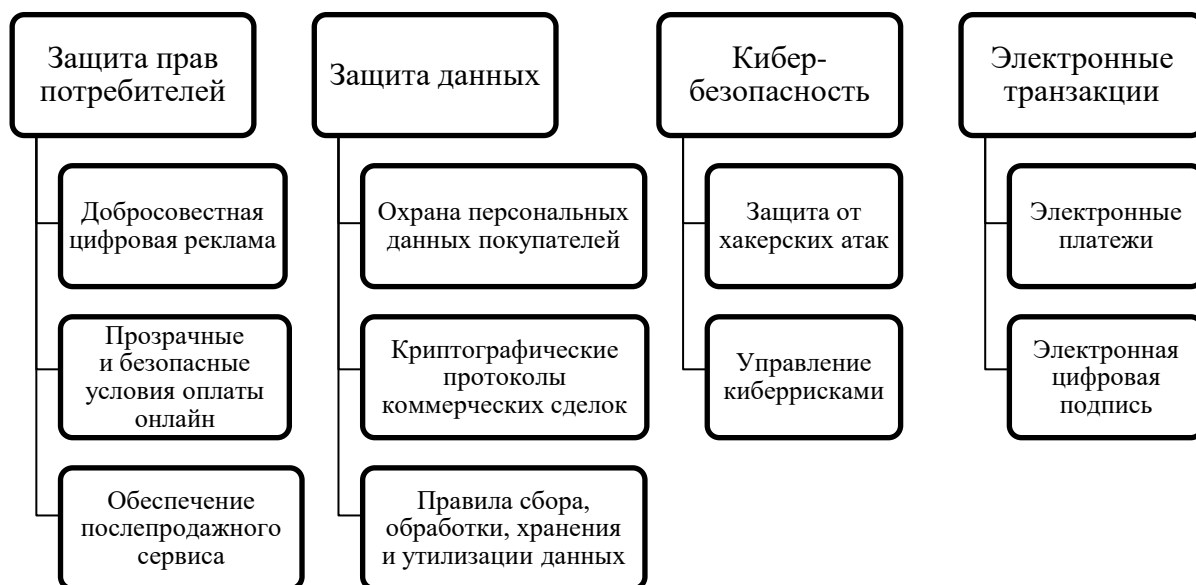 Защита прав
потребителей
Добросовестная
цифровая реклама
Прозрачные
и безопасные
условия оплаты
онлайн
Обеспечение
послепродажного
сервиса
Защита данных
Охрана персональных
данных покупателей
Криптографические
протоколы
коммерческих сделок
Правила сбора,
обработки, хранения
и утилизации данных
Кибер-
безопасность
Защита от
хакерских атак
Управление
киберрисками
Электронные
транзакции
Электронные
платежи
Электронная
цифровая
подпись